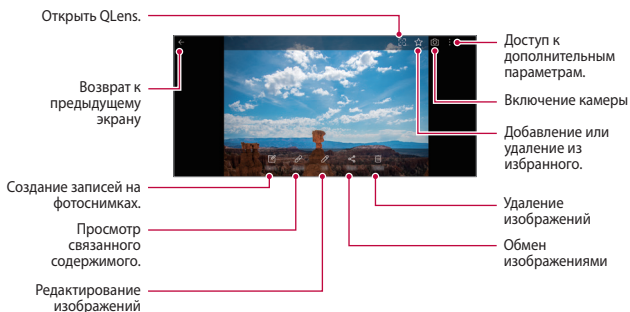 Открыть QLens.
Возврат к
предыдущему
экрану
Создание записей на
фотоснимках.
Просмотр
связанного
содержимого.
Редактирование
изображений
Доступ к
дополнительным
параметрам.
Включение камеры
Добавление или
удаление из
избранного.
Удаление
изображений
Обмен
изображениями